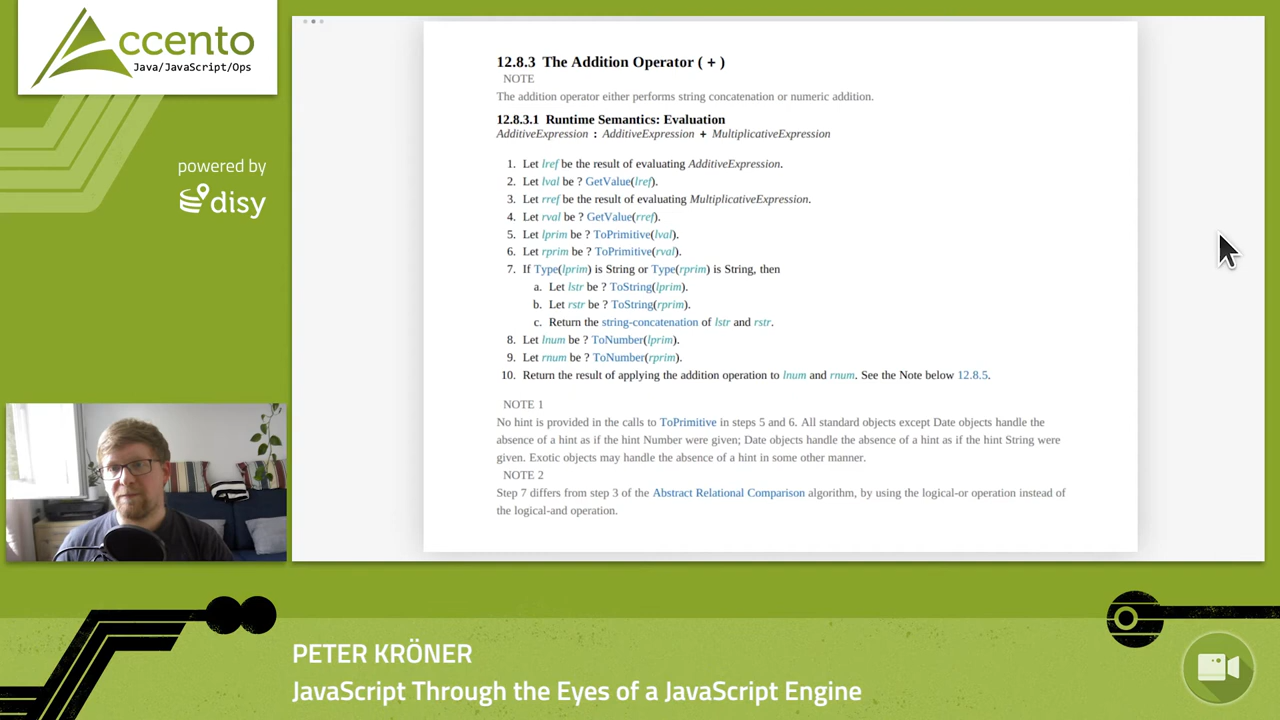 Accento
Java/JavaScript/Ops
powered by
disy
12.8.3 The Addition Operator ( + )
NOTE
The addition operator either performs string concatenation or numeric addition.
12.8.3.1 Runtime Semantics: Evaluation
AdditiveExpression : AdditiveExpression + MultiplicativeExpression
1. Let lref be the result of evaluating AdditiveExpression.
2. Let lval be ? GetValue(lref).
3. Let rref be the result of evaluating MultiplicativeExpression.
4. Let rval be ? GetValue(rref).
5. Let lprim be ? ToPrimitive(lval).
6. Let rprim be ? ToPrimitive(rval).
7. If Type(lprim) is String or Type(rprim) is String, then
a. Let lstr be ? ToString(lprim).
b. Let rstr be ? ToString(rprim).
c. Return the string-concatenation of lstr and rstr.
8. Let lnum be ? ToNumber(lprim).
9. Let rnum be ? ToNumber(rprim).
10. Return the result of applying the addition operation to lnum and rnum. See the Note below 12.8.5.
NOTE 1
No hint is provided in the calls to ToPrimitive in steps 5 and 6. All standard objects except Date objects handle the
absence of a hint as if the hint Number were given; Date objects handle the absence of a hint as if the hint String were
given. Exotic objects may handle the absence of a hint in some other manner.
NOTE 2
Step 7 differs from step 3 of the Abstract Relational Comparison algorithm, by using the logical-or operation instead of
the logical-and operation.
PETER KRÖNER
JavaScript Through the Eyes of a JavaScript Engine